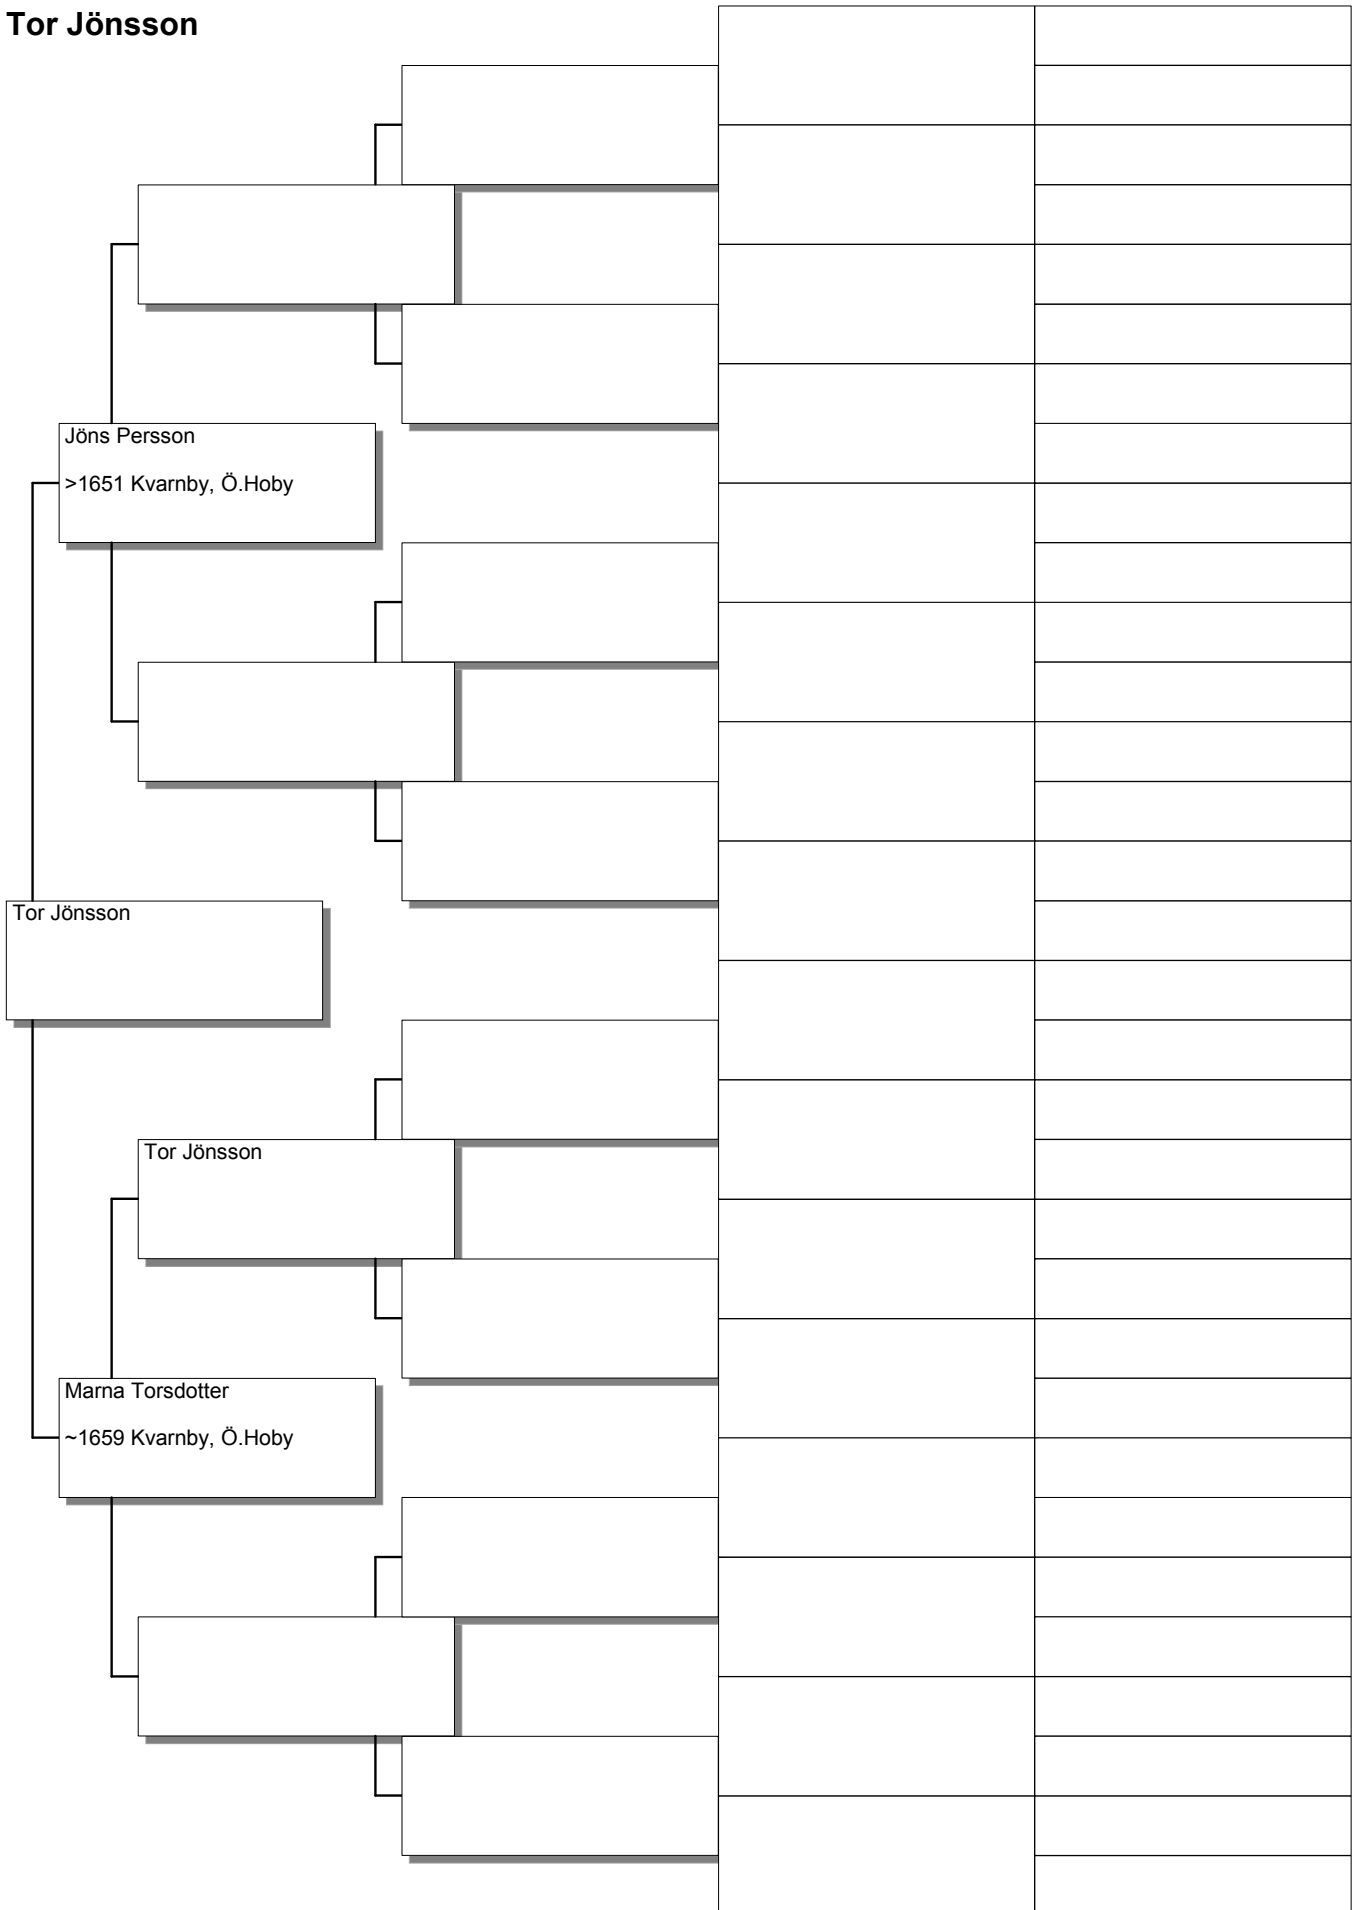 Tor Jönsson
Jöns Persson
>1651 Kvarnby, Ö.Hoby
Tor Jönsson
Tor Jönsson
Marna Torsdotter
~1659 Kvarnby, Ö.Hoby